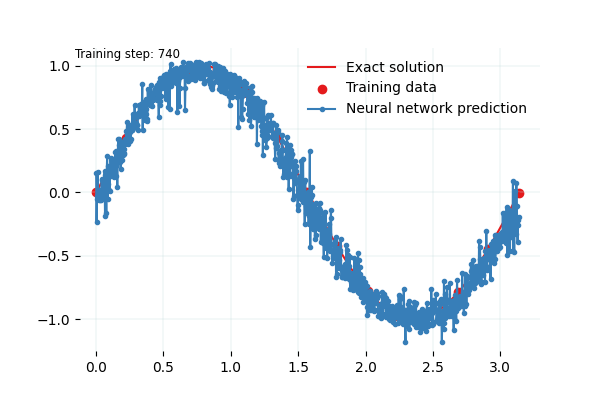 Training step: 740
Exact solution
Training data
Neural network prediction
1.0
0.5
0.0
−0.5
−1.0
0.0 0.5 1.0 1.5 2.0 2.5 3.0